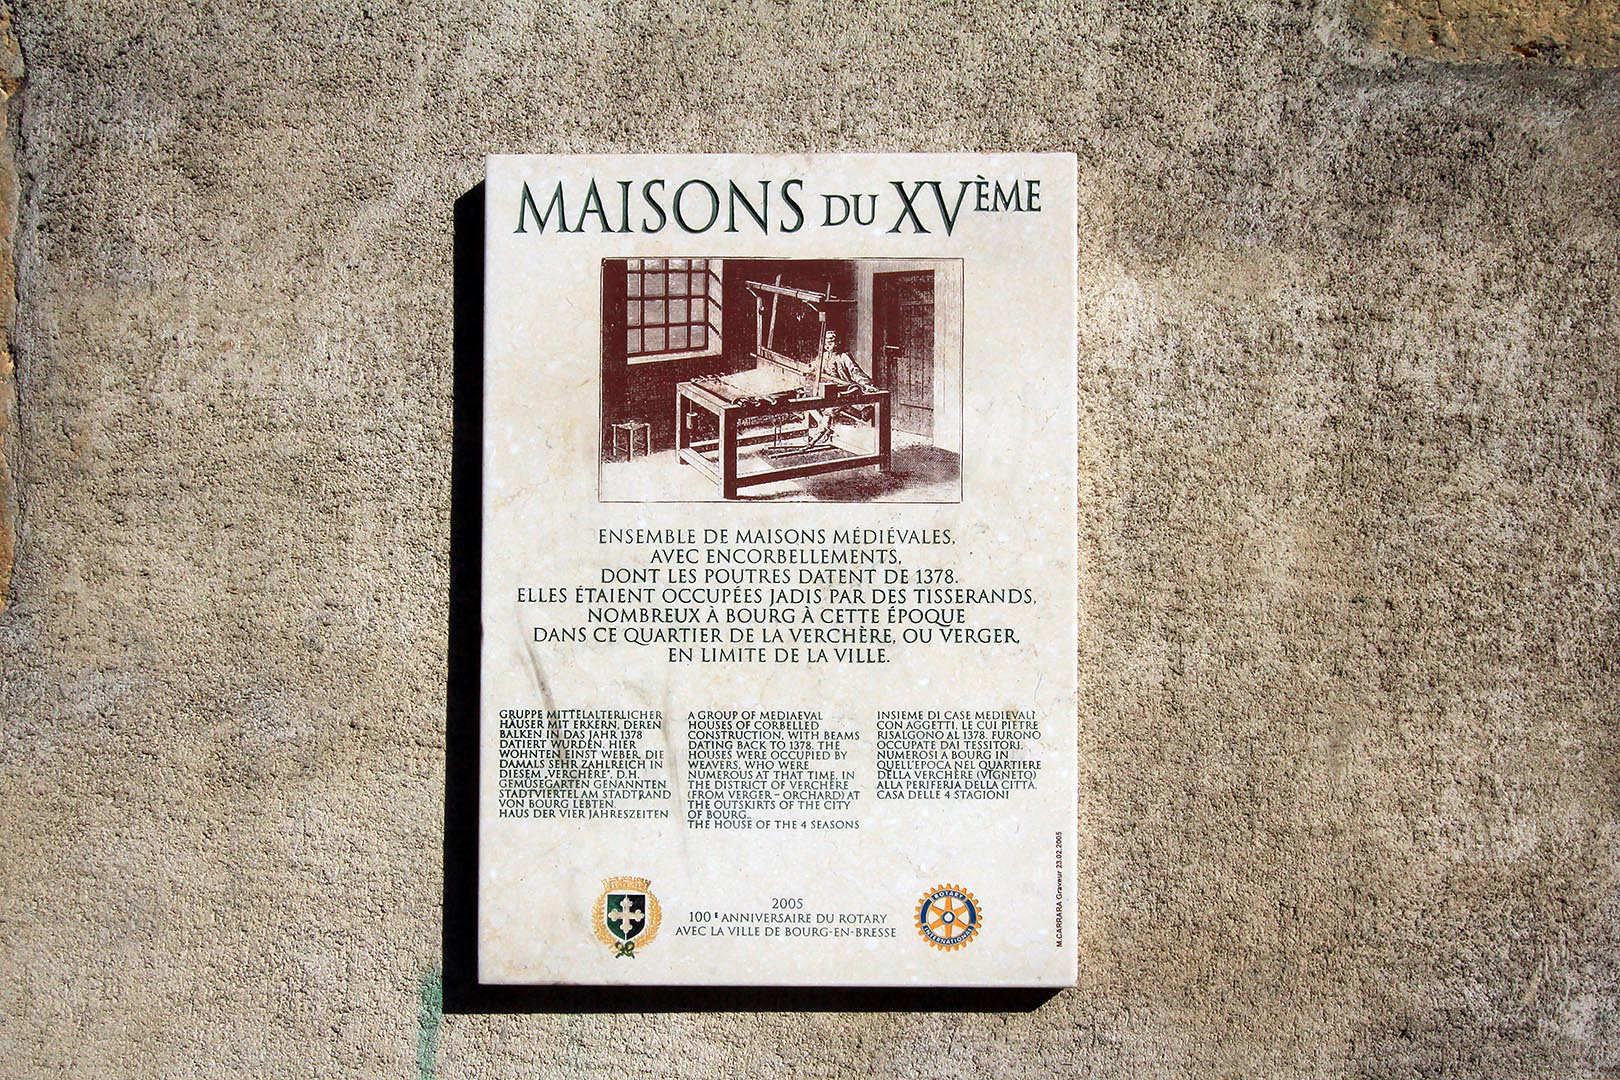 MAISONS DU XVÈME
ENSEMBLE DE MAISONS MÉDIÉVALES,
AVEC ENCORBELLEMENTS,
DONT LES POUTRES DATENT DE 1378.
ELLES ÉTAIENT OCCUPÉES JADIS PAR DES TISSERANDS,
NOMBREUX À BOURG À CETTE ÉPOQUE
DANS CE QUARTIER DE LA VERCHÈRE, OU VERGER,
EN LIMITE DE LA VILLE.
GRUPPE MITTELALTERLICHER
HÄUSER MIT ERKERN, DEREN
BALKEN IN DAS JAHR 1378
DATIERT WURDEN. HIER
WOHNTEN EINST WEBER, DIE
DAMALS SEHR ZAHLREICH IN
DIESEM „VERCHÈRE", D.H.
GEMÜSEGARTEN GENANNTEN
STADTVIERTEL AM STADTRAND
VON BOURG LEBTEN.
HAUS DER VIER JAHRESZEITEN
A GROUP OF MEDIAEVAL
HOUSES OF CORBELLED
CONSTRUCTION, WITH BEAMS
DATING BACK TO 1378. THE
HOUSES WERE OCCUPIED BY
WEAVERS, WHO WERE
NUMEROUS AT THAT TIME, IN
THE DISTRICT OF VERCHÈRE
(FROM VERGER – ORCHARD) AT
THE OUTSKIRTS OF THE CITY
OF BOURG..
THE HOUSE OF THE 4 SEASONS
INSIEME DI CASE MEDIEVALI
CON AGGETTI, LE CUI PIETRE
RISALGONO AL 1378. FURONO
OCCUPATE DAI TESSITORI,
NUMEROSI A BOURG IN
QUELL'EPOCA NEL QUARTIERE
DELLA VERCHÈRE (VIGNETO)
ALLA PERIFERIA DELLA CITTÀ.
CASA DELLE 4 STAGIONI
2005
100E ANNIVERSAIRE DU ROTARY
AVEC LA VILLE DE BOURG-EN-BRESSE
ROTARY
INTERNATIONAL
M.CARRARA Graveur 23.02.2005